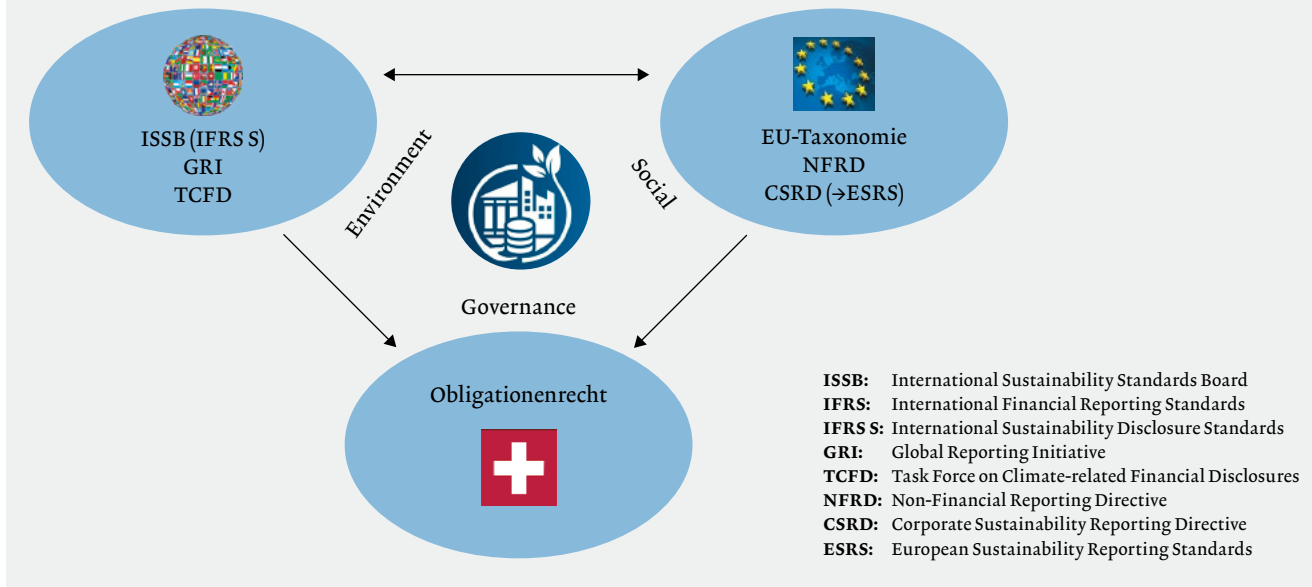 ISSB (IFRS S)
GRI
TCFD
EU-Taxonomie
NFRD
CSRD (→ESRS)
Environment
Social
Governance
Obligationenrecht
ISSB: International Sustainability Standards Board
IFRS: International Financial Reporting Standards
IFRS S: International Sustainability Disclosure Standards
GRI: Global Reporting Initiative
TCFD: Task Force on Climate-related Financial Disclosures
NFRD: Non-Financial Reporting Directive
CSRD: Corporate Sustainability Reporting Directive
ESRS: European Sustainability Reporting Standards